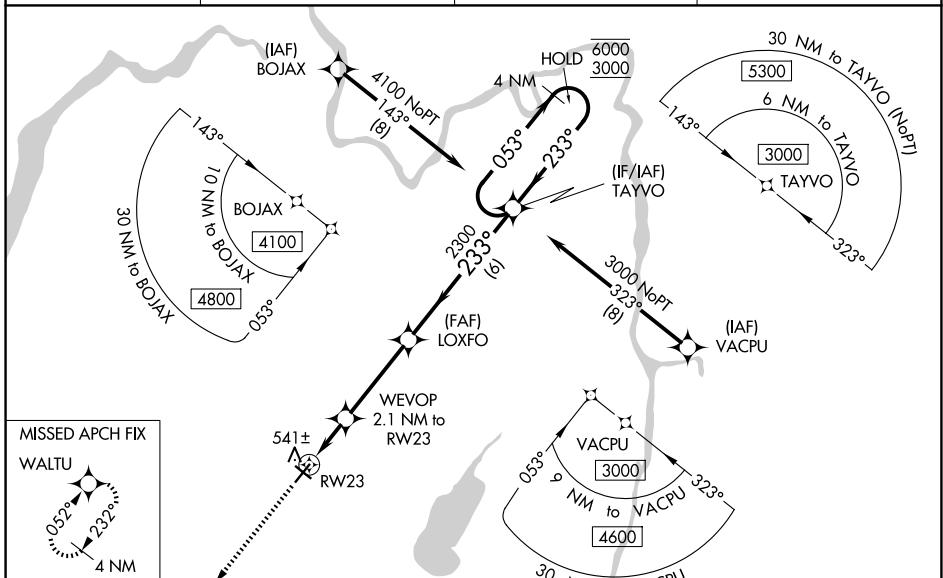 (IAF)
BOJAX
4100 NoPT
143°
(8)
HOLD
6000
3000
4 NM
053°
233°
(IF/IAF)
TAYVO
30 NM to TAYVO (NoPT)
5300
6 NM to TAYVO
3000
TAYVO
143°
323°
143°
10 NM to BOJAX
BOJAX
4100
30 NM to BOJAX
4800
053°
2300
233°
(6)
3000 NoPT
323°
(8)
(IAF)
VACPU
(FAF)
LOXFO
WEVOP
2.1 NM to
RW23
541±
RW23
MISSED APCH FIX
WALTU
052°
232°
4 NM
VACPU
3000
053°
323°
9 NM to VACPU
4600
30